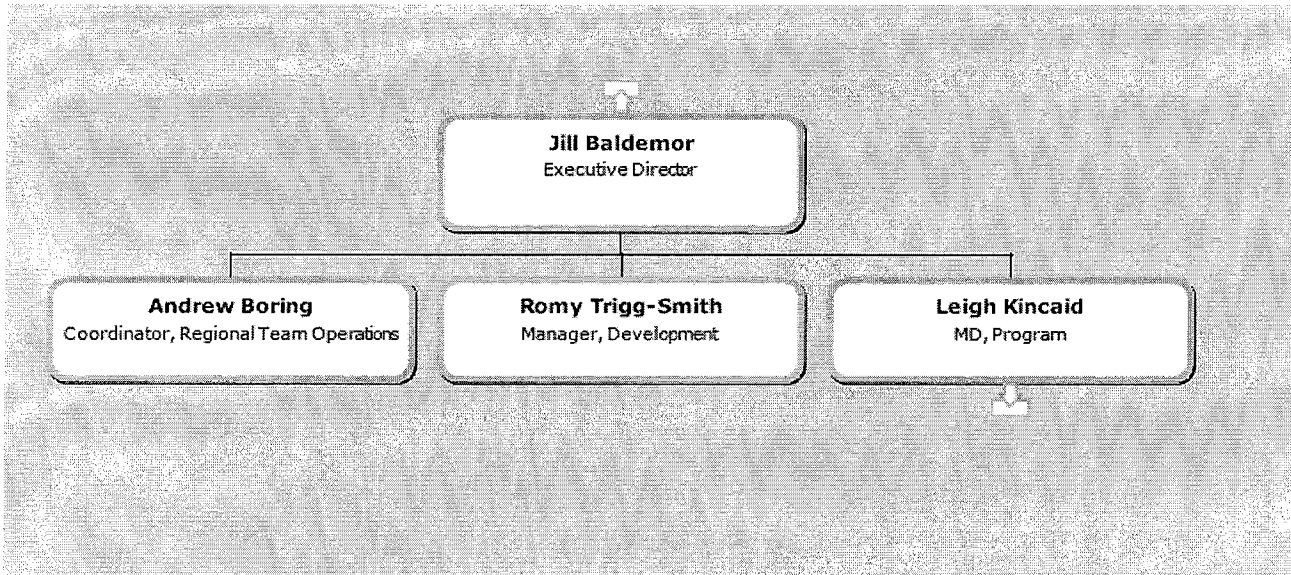 Jill Baldemor
Executive Director
Andrew Boring
Coordinator, Regional Team Operations
Romy Trigg-Smith
Manager, Development
Leigh Kincaid
MD, Program